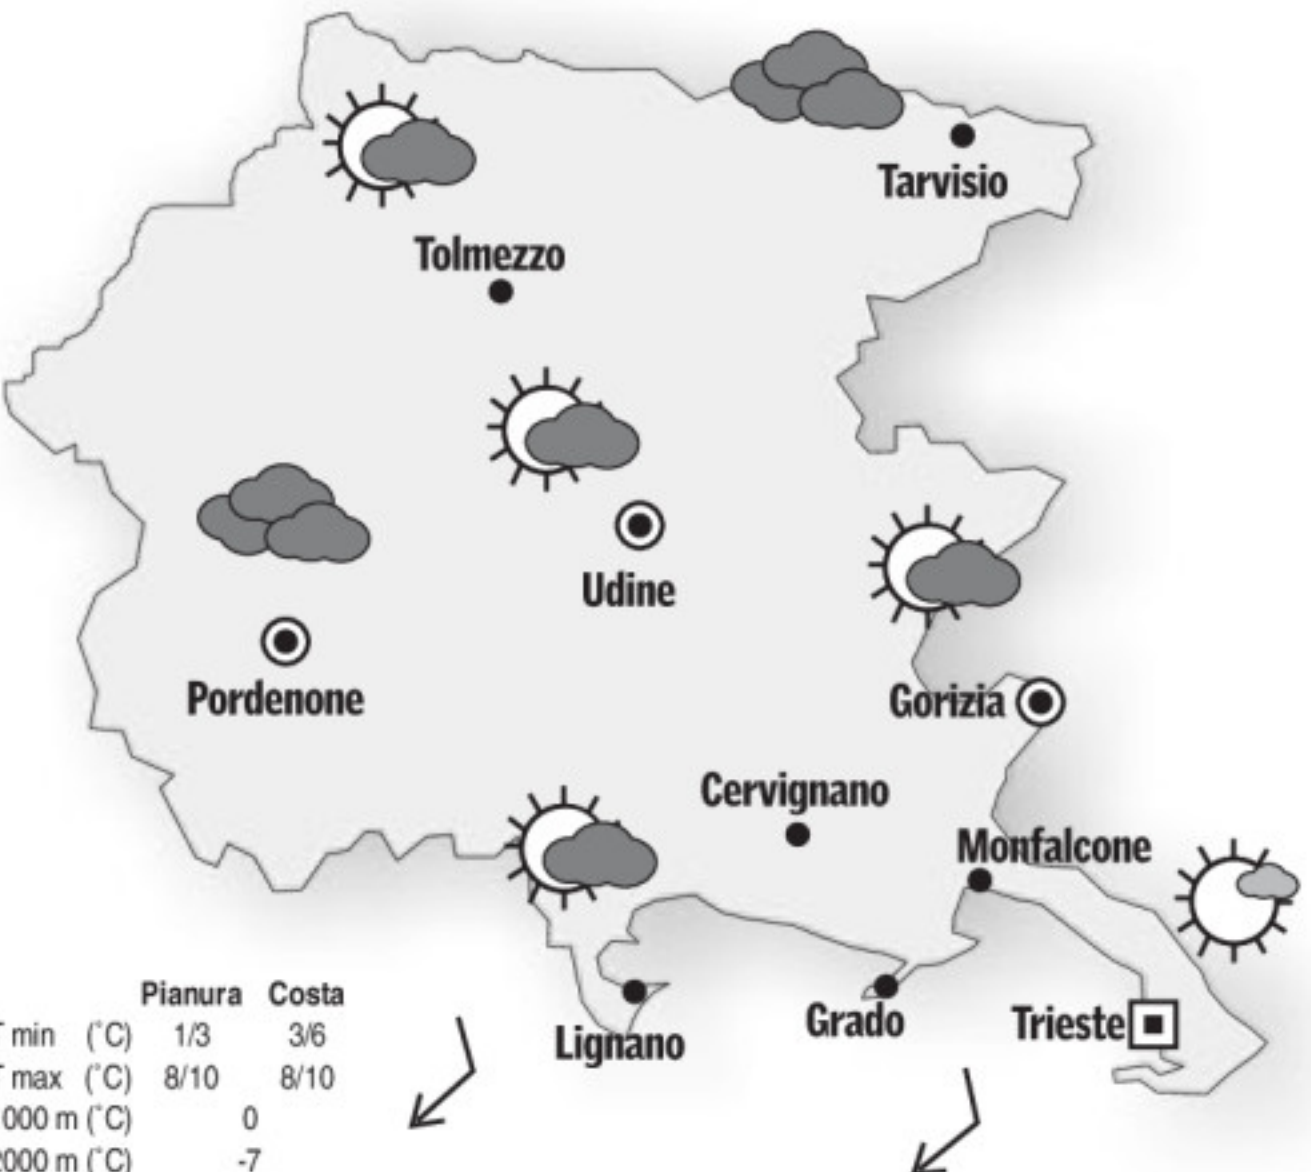 Tarvisio
Tolmezzo
Udine
Pordenone
Gorizia
Cervignano
Monfalcone
Grado
Trieste
Lignano
Pianura Costa
min (°C) 1/3 3/6
max (°C) 8/10 8/10
000 m (°C) 0
2000 m (°C) -7